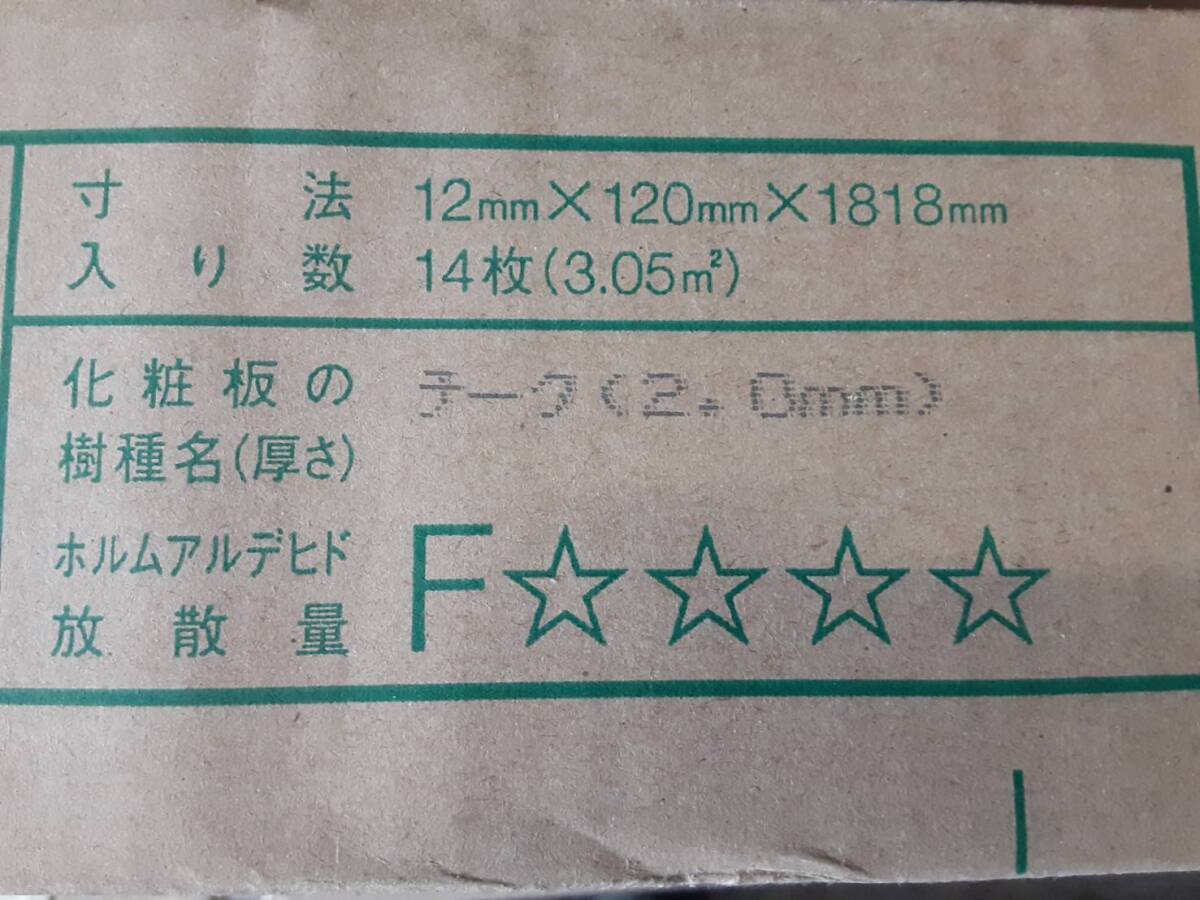 寸法 12mm×120mm×1818mm
入り数 14枚(3.05㎡)
化粧板の チーク(2.0mm)
樹種名(厚さ)
ホルムアルデヒド F☆☆☆☆
放散量